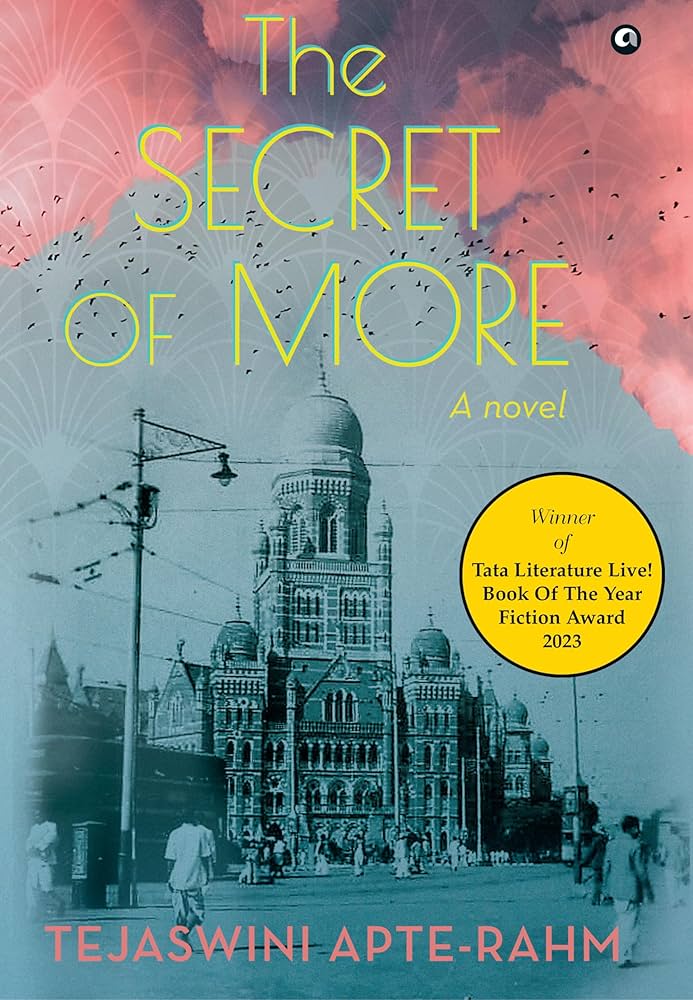 The
SECRET
OF MORE
A novel
Winner
of
Tata Literature Live!
Book Of The Year
Fiction Award
2023
TEJASWINI APTE-RAHM